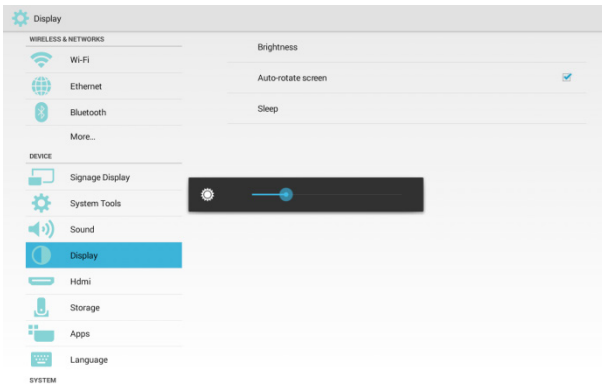 Display
WIRELESS & NETWORKS
Wi-Fi
Ethernet
Bluetooth
More...
DEVICE
Signage Display
System Tools
Sound
Display
Hdmi
Storage
Apps
Language
SYSTEM
Brightness
Auto-rotate screen
Sleep